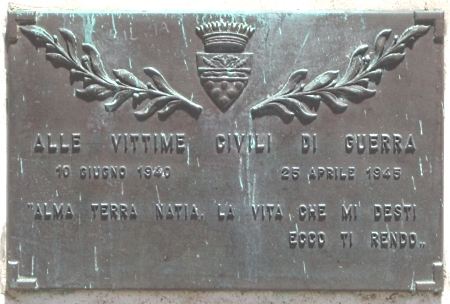 ALLE VITTIME CIVILI DI GUERRA
10 GIUGNO 1940 25 APRILE 1945
"ALMA TERRA NATIA, LA VITA CHE MI DESTI
ECCO TI RENDO„